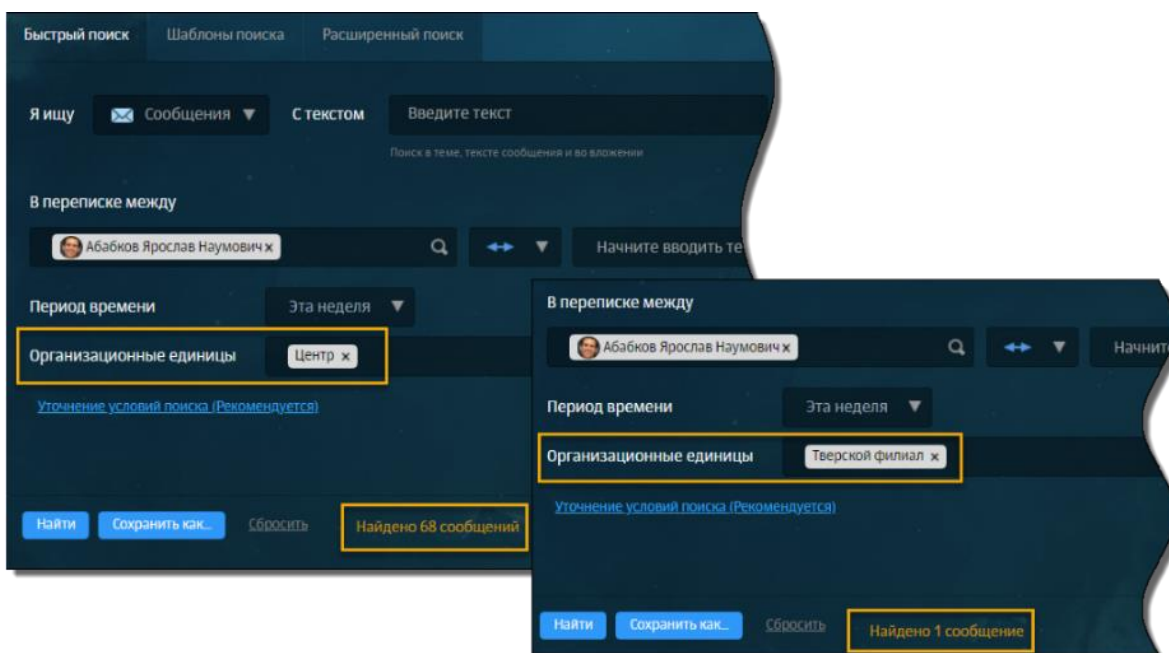 Быстрый поиск Шаблоны поиска Расширенный поиск
Я ищу Сообщения С текстом Введите текст
Поиск в теме, тексте сообщения и во вложении
В переписке между
Абабков Ярослав Наумович x Начните вводить те
Период времени Эта неделя
Организационные единицы Центр x
Уточнение условий поиска (Рекомендуется)
Найти Сохранить как... Сбросить Найдено 68 сообщений
В переписке между
Абабков Ярослав Наумович x Начните
Период времени Эта неделя
Организационные единицы Тверской филиал x
Уточнение условий поиска (Рекомендуется)
Найти Сохранить как... Сбросить Найдено 1 сообщение